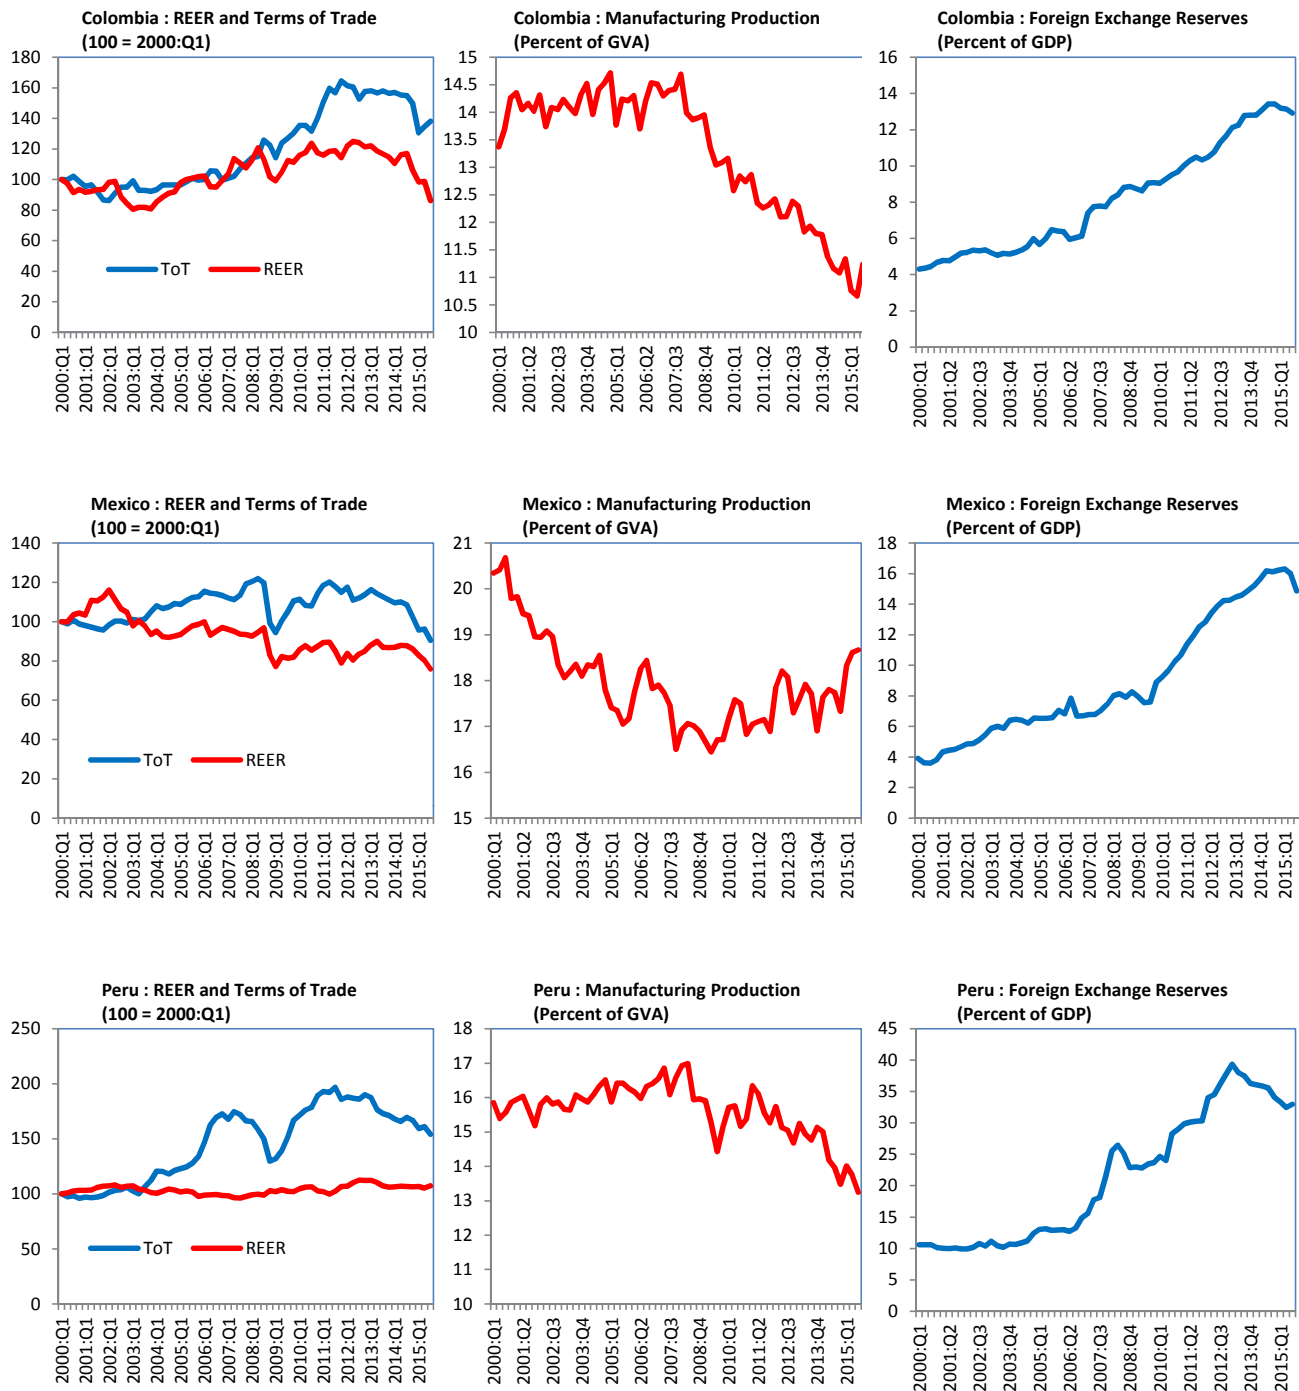 Colombia : REER and Terms of Trade
(100 = 2000:Q1)
180
160
140
120
100
80
60
40
20
0
ToT
REER
2000:Q1
2001:Q1
2002:Q1
2003:Q1
2004:Q1
2005:Q1
2006:Q1
2007:Q1
2008:Q1
2009:Q1
2010:Q1
2011:Q1
2012:Q1
2013:Q1
2014:Q1
2015:Q1
Colombia : Manufacturing Production
(Percent of GVA)
15
14.5
14
13.5
13
12.5
12
11.5
11
10.5
10
2000:Q1
2001:Q2
2002:Q3
2003:Q4
2005:Q1
2006:Q2
2007:Q3
2008:Q4
2010:Q1
2011:Q2
2012:Q3
2013:Q4
2015:Q1
Colombia : Foreign Exchange Reserves
(Percent of GDP)
16
14
12
10
8
6
4
2
0
2000:Q1
2001:Q2
2002:Q3
2003:Q4
2005:Q1
2006:Q2
2007:Q3
2008:Q4
2010:Q1
2011:Q2
2012:Q3
2013:Q4
2015:Q1
Mexico : REER and Terms of Trade
(100 = 2000:Q1)
140
120
100
80
60
40
20
0
ToT
REER
2000:Q1
2001:Q1
2002:Q1
2003:Q1
2004:Q1
2005:Q1
2006:Q1
2007:Q1
2008:Q1
2009:Q1
2010:Q1
2011:Q1
2012:Q1
2013:Q1
2014:Q1
2015:Q1
Mexico : Manufacturing Production
(Percent of GVA)
21
20
19
18
17
16
15
2000:Q1
2001:Q2
2002:Q3
2003:Q4
2005:Q1
2006:Q2
2007:Q3
2008:Q4
2010:Q1
2011:Q2
2012:Q3
2013:Q4
2015:Q1
Mexico : Foreign Exchange Reserves
(Percent of GDP)
18
16
14
12
10
8
6
4
2
0
2000:Q1
2001:Q1
2002:Q1
2003:Q1
2004:Q1
2005:Q1
2006:Q1
2007:Q1
2008:Q1
2009:Q1
2010:Q1
2011:Q1
2012:Q1
2013:Q1
2014:Q1
2015:Q1
Peru : REER and Terms of Trade
(100 = 2000:Q1)
250
200
150
100
50
0
ToT
REER
2000:Q1
2001:Q1
2002:Q1
2003:Q1
2004:Q1
2005:Q1
2006:Q1
2007:Q1
2008:Q1
2009:Q1
2010:Q1
2011:Q1
2012:Q1
2013:Q1
2014:Q1
2015:Q1
Peru : Manufacturing Production
(Percent of GVA)
18
17
16
15
14
13
12
11
10
2000:Q1
2001:Q2
2002:Q3
2003:Q4
2005:Q1
2006:Q2
2007:Q3
2008:Q4
2010:Q1
2011:Q2
2012:Q3
2013:Q4
2015:Q1
Peru : Foreign Exchange Reserves
(Percent of GDP)
45
40
35
30
25
20
15
10
5
0
2000:Q1
2001:Q2
2002:Q3
2003:Q4
2005:Q1
2006:Q2
2007:Q3
2008:Q4
2010:Q1
2011:Q2
2012:Q3
2013:Q4
2015:Q1